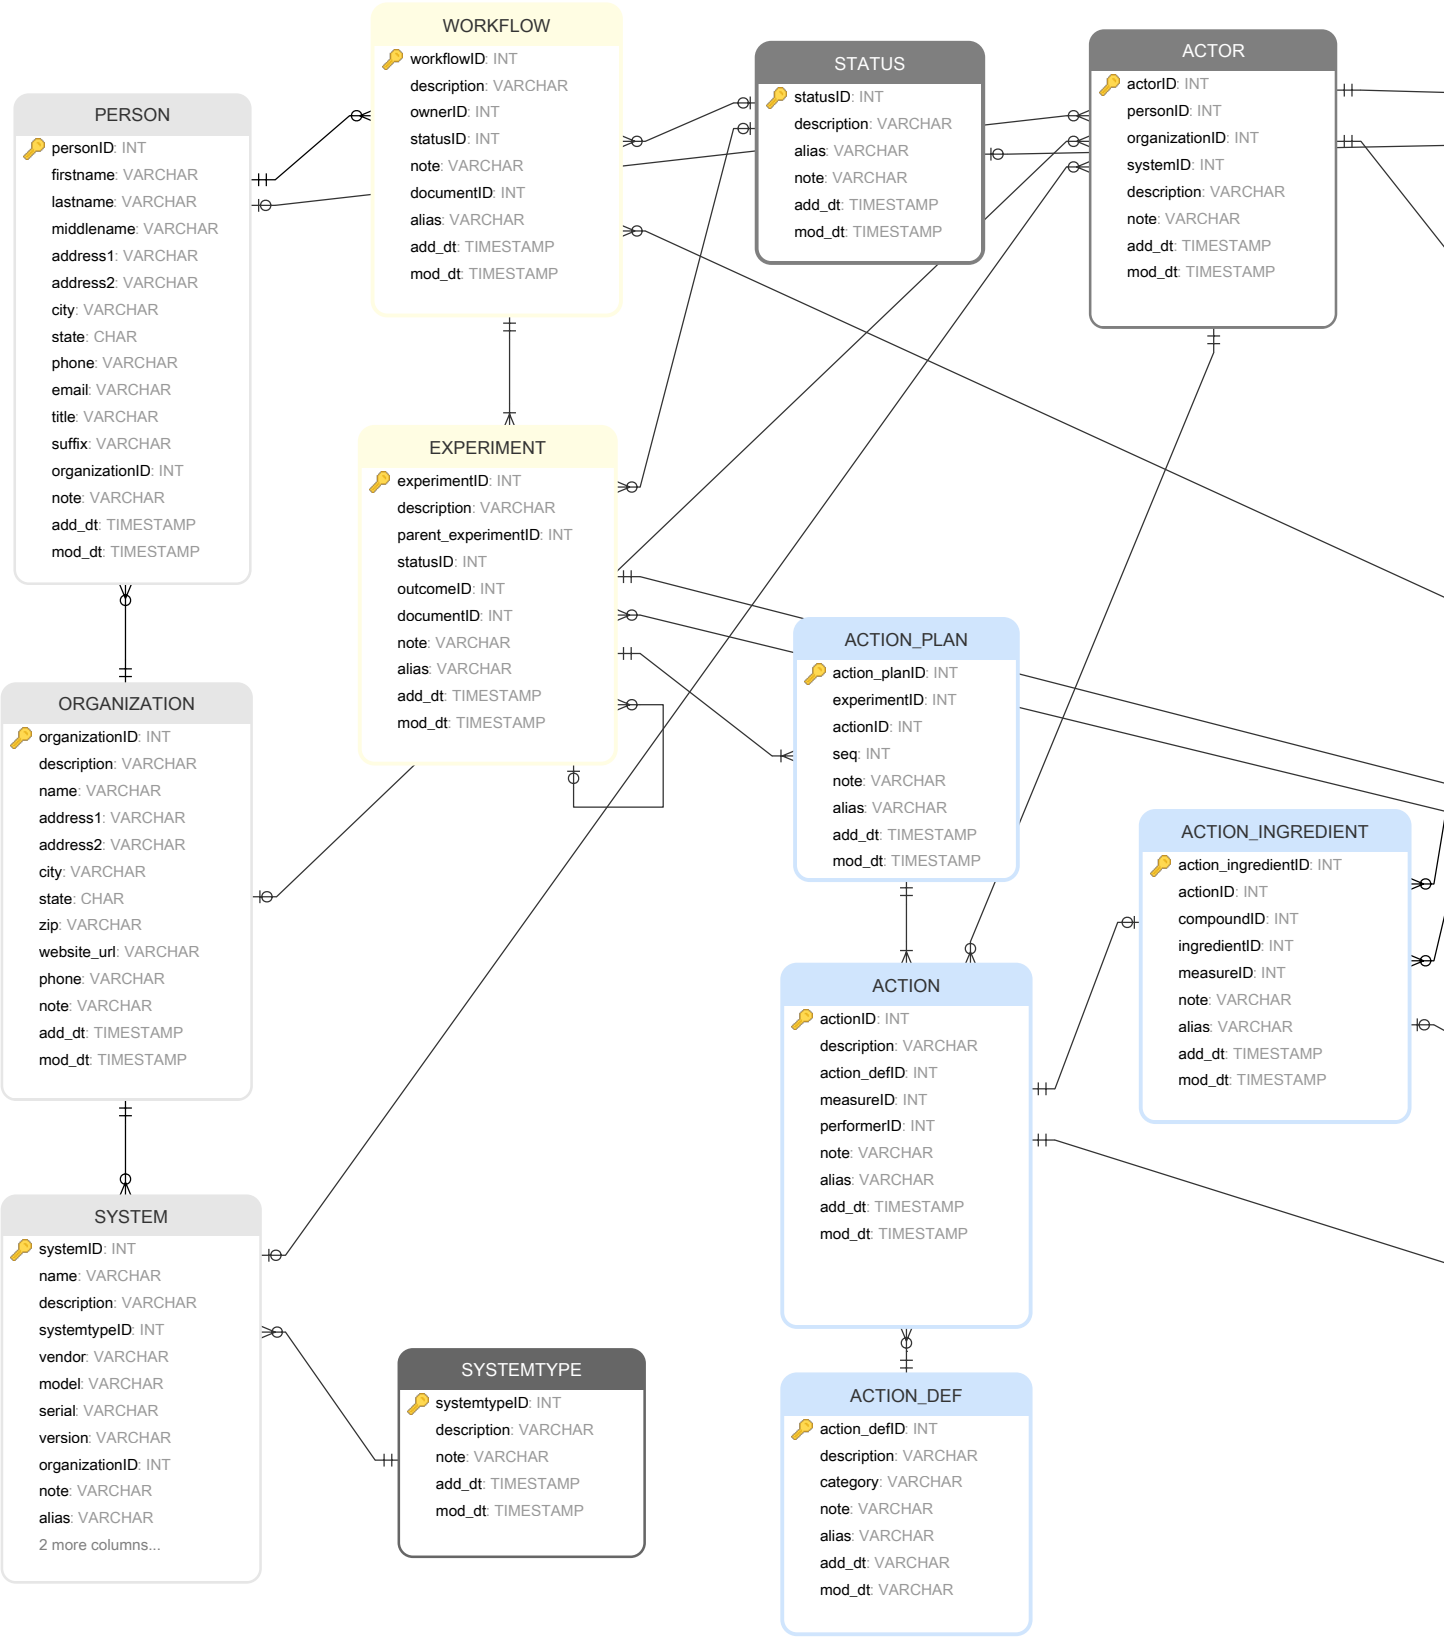 WORKFLOW
workflowID: INT
description: VARCHAR
ownerID: INT
statusID: INT
note: VARCHAR
documentID: INT
alias: VARCHAR
add_dt: TIMESTAMP
mod_dt: TIMESTAMP
STATUS
statusID: INT
description: VARCHAR
alias: VARCHAR
note: VARCHAR
add_dt: TIMESTAMP
mod_dt: TIMESTAMP
ACTOR
actorID: INT
personID: INT
organizationID: INT
systemID: INT
description: VARCHAR
note: VARCHAR
add_dt: TIMESTAMP
mod_dt: TIMESTAMP
PERSON
personID: INT
firstname: VARCHAR
lastname: VARCHAR
middlename: VARCHAR
address1: VARCHAR
address2: VARCHAR
city: VARCHAR
state: CHAR
phone: VARCHAR
email: VARCHAR
title: VARCHAR
suffix: VARCHAR
organizationID: INT
note: VARCHAR
add_dt: TIMESTAMP
mod_dt: TIMESTAMP
EXPERIMENT
experimentID: INT
description: VARCHAR
parent_experimentID: INT
statusID: INT
outcomeID: INT
documentID: INT
note: VARCHAR
alias: VARCHAR
add_dt: TIMESTAMP
mod_dt: TIMESTAMP
ACTION_PLAN
action_planID: INT
experimentID: INT
actionID: INT
seq: INT
note: VARCHAR
alias: VARCHAR
add_dt: TIMESTAMP
mod_dt: TIMESTAMP
ORGANIZATION
organizationID: INT
description: VARCHAR
name: VARCHAR
address1: VARCHAR
address2: VARCHAR
city: VARCHAR
state: CHAR
zip: VARCHAR
website_url: VARCHAR
phone: VARCHAR
note: VARCHAR
add_dt: TIMESTAMP
mod_dt: TIMESTAMP
ACTION_INGREDIENT
action_ingredientID: INT
actionID: INT
compoundID: INT
ingredientID: INT
measureID: INT
note: VARCHAR
alias: VARCHAR
add_dt: TIMESTAMP
mod_dt: TIMESTAMP
ACTION
actionID: INT
description: VARCHAR
action_defID: INT
measureID: INT
performerID: INT
note: VARCHAR
alias: VARCHAR
add_dt: TIMESTAMP
mod_dt: TIMESTAMP
SYSTEM
systemID: INT
name: VARCHAR
description: VARCHAR
systemtypeID: INT
vendor: VARCHAR
model: VARCHAR
serial: VARCHAR
version: VARCHAR
organizationID: INT
note: VARCHAR
alias: VARCHAR
2 more columns...
SYSTEMTYPE
systemtypeID: INT
description: VARCHAR
note: VARCHAR
add_dt: TIMESTAMP
mod_dt: TIMESTAMP
ACTION_DEF
action_defID: INT
description: VARCHAR
category: VARCHAR
note: VARCHAR
alias: VARCHAR
add_dt: VARCHAR
mod_dt: VARCHAR